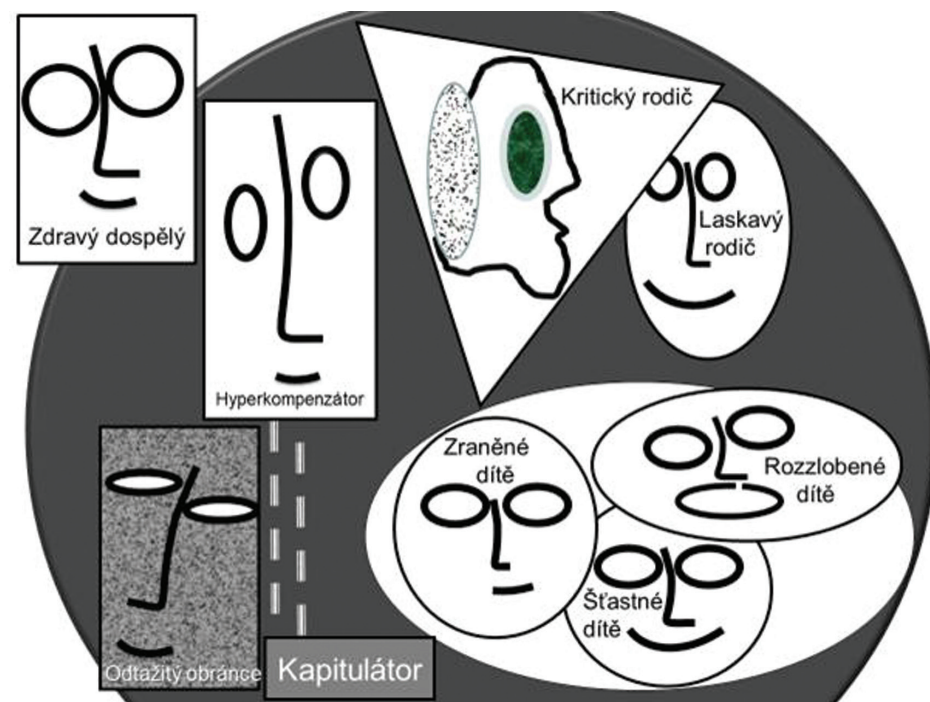 Zdravý dospělý
Hyperkompenzátor
Kritický rodič
Laskavý
rodič
Zraněné
dítě
Rozzlobené
dítě
Šťastné
dítě
Odtažitý obránce
Kapitulátor